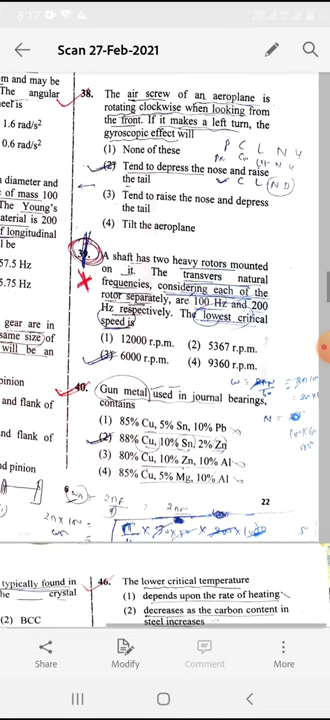 8:17
Scan 27-Feb-2021
m and may be
The angular
neel is
1.6 rad/s²
0.6 rad/s²
diameter and
s of mass 100
The Young's
aterial is 200
f longitudinal
l be
57.5 Hz
5.75 Hz
gear are in
same size) of
will be an
pinion
and flank of
nd flank of
nd pinion
38. The air screw of an aeroplane is
rotating clockwise when looking from
the front. If it makes a left turn, the
gyroscopic effect will
P C L N U
(1) None of these
(2) Tend to depress the nose and raise
the tail
C L N D
(3) Tend to raise the nose and depress
the tail
(4) Tilt the aeroplane
A shaft has two heavy rotors mounted
on it. The transvers natural
frequencies, considering each of the
rotor separately, are 100 Hz and 200
Hz respectively. The lowest critical
speed is
(1) 12000 r.p.m. (2) 5367 r.p.m.
(3) 6000 r.p.m. (4) 9360 r.p.m.
40. Gun metal used in journal bearings,
contains
(1) 85% Cu, 5% Sn, 10% Pb
(2) 88% Cu, 10% Sn, 2% Zn
(3) 80% Cu, 10% Zn, 10% Al
(4) 85% Cu, 5% Mg, 10% Al
22
typically found in
he ____ crystal
(2) BCC
46. The lower critical temperature
(1) depends upon the rate of heating
(2) decreases as the carbon content in
steel increases
Share
Modify
Comment
More